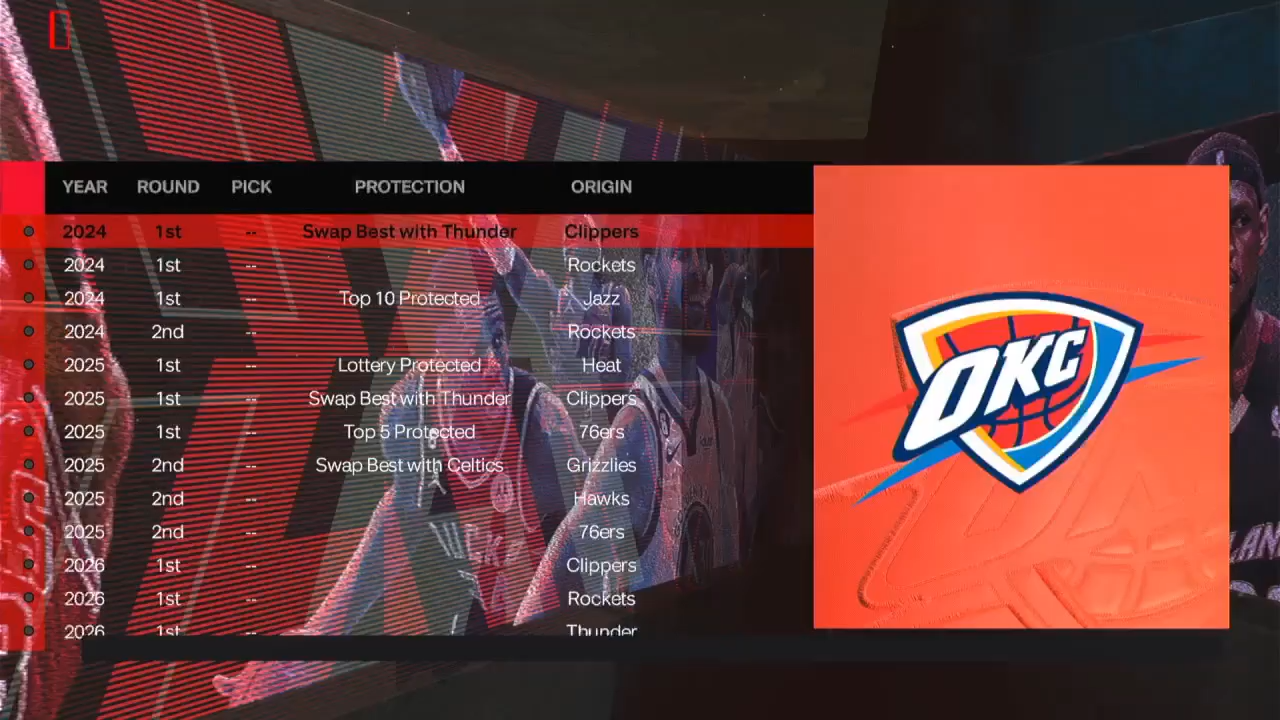 YEAR ROUND PICK PROTECTION ORIGIN
2024 1st -- Swap Best with Thunder Clippers
2024 1st -- Rockets
2024 1st -- Top 10 Protected Jazz
2024 2nd -- Rockets
2025 1st -- Lottery Protected Heat
2025 1st -- Swap Best with Thunder Clippers
2025 1st -- Top 5 Protected 76ers
2025 2nd -- Swap Best with Celtics Grizzlies
2025 2nd -- Hawks
2025 2nd -- 76ers
2026 1st -- Clippers
2026 1st -- Rockets
2026 1st -- Thunder
OKC